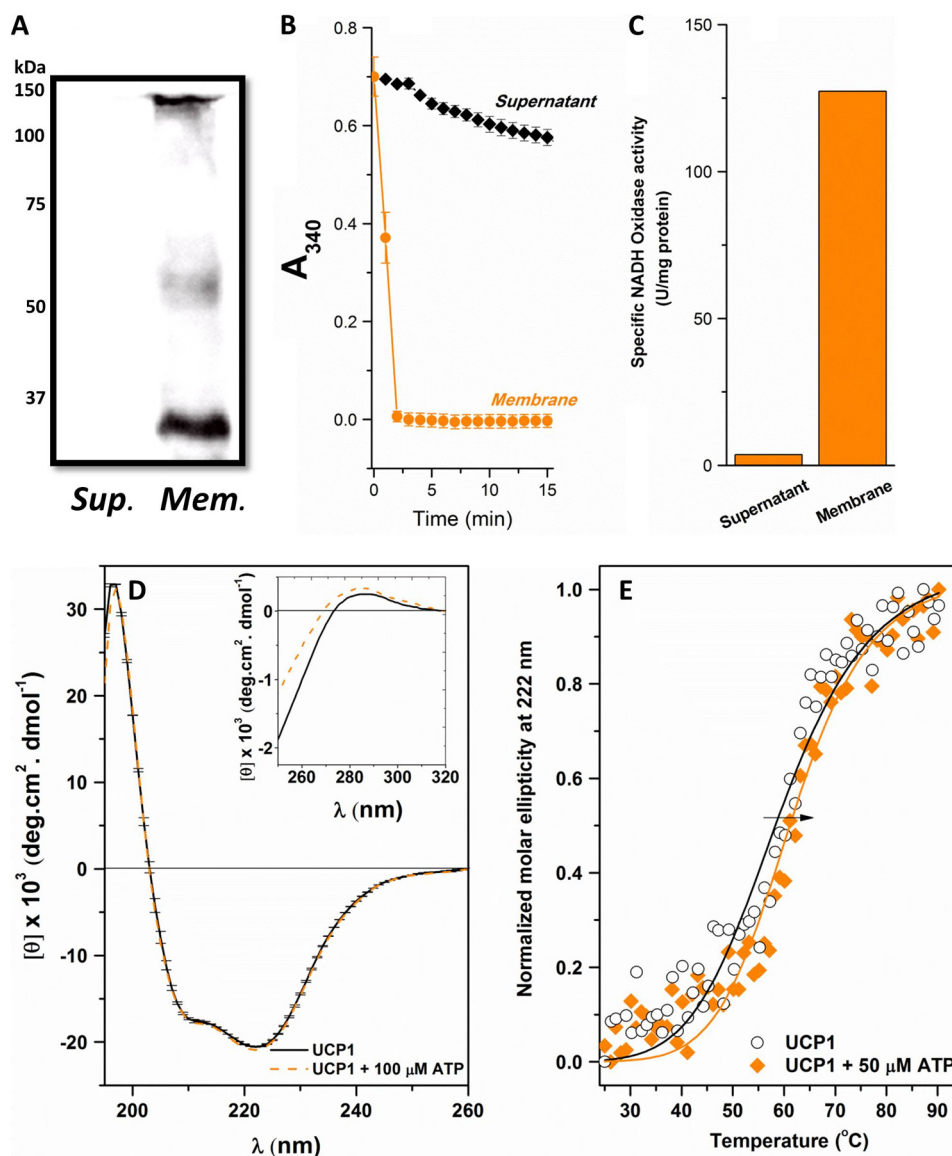 A
kDa
150
100
75
50
37
Sup. Mem.
B
0.8
0.6
0.4
0.2
0.0
A340
Supernatant
Membrane
0 5 10 15
Time (min)
C
150
100
50
0
Specific NADH Oxidase activity
(U/mg protein)
Supernatant
Membrane
D
30
20
10
0
-10
-20
[θ] x 10³ (deg.cm². dmol⁻¹)
200 220 240 260
λ (nm)
[θ] x 10³ (deg.cm². dmol⁻¹)
0
-1
-2
260 280 300 320
λ (nm)
UCP1
UCP1 + 100 μM ATP
E
1.0
0.8
0.6
0.4
0.2
0.0
Normalized molar ellipticity at 222 nm
30 40 50 60 70 80 90
Temperature (°C)
UCP1
UCP1 + 50 μM ATP